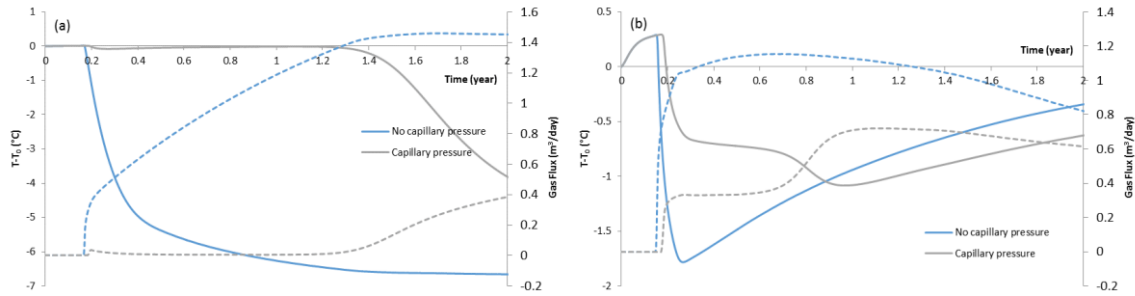 (a)
1
0
-1
-2
-3
-4
-5
-6
-7
T-T₀ (°C)
0 0.2 0.4 0.6 0.8 1 1.2 1.4 1.6 1.8 2
Time (year)
No capillary pressure
Capillary pressure
1.6
1.4
1.2
1
0.8
0.6
0.4
0.2
0
-0.2
Gas Flux (m³/day)
(b)
0.5
0
-0.5
-1
-1.5
-2
T-T₀ (°C)
0 0.2 0.4 0.6 0.8 1 1.2 1.4 1.6 1.8 2
Time (year)
No capillary pressure
Capillary pressure
1.4
1.2
1
0.8
0.6
0.4
0.2
0
-0.2
Gas Flux (m³/day)